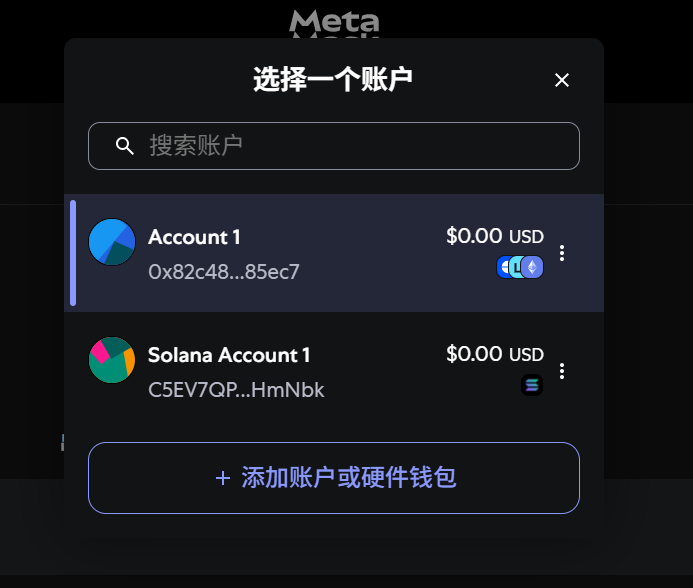 Meta
选择一个账户
搜索账户
Account 1
$0.00 USD
0x82c48...85ec7
Solana Account 1
$0.00 USD
C5EV7QP...HmNbk
+ 添加账户或硬件钱包